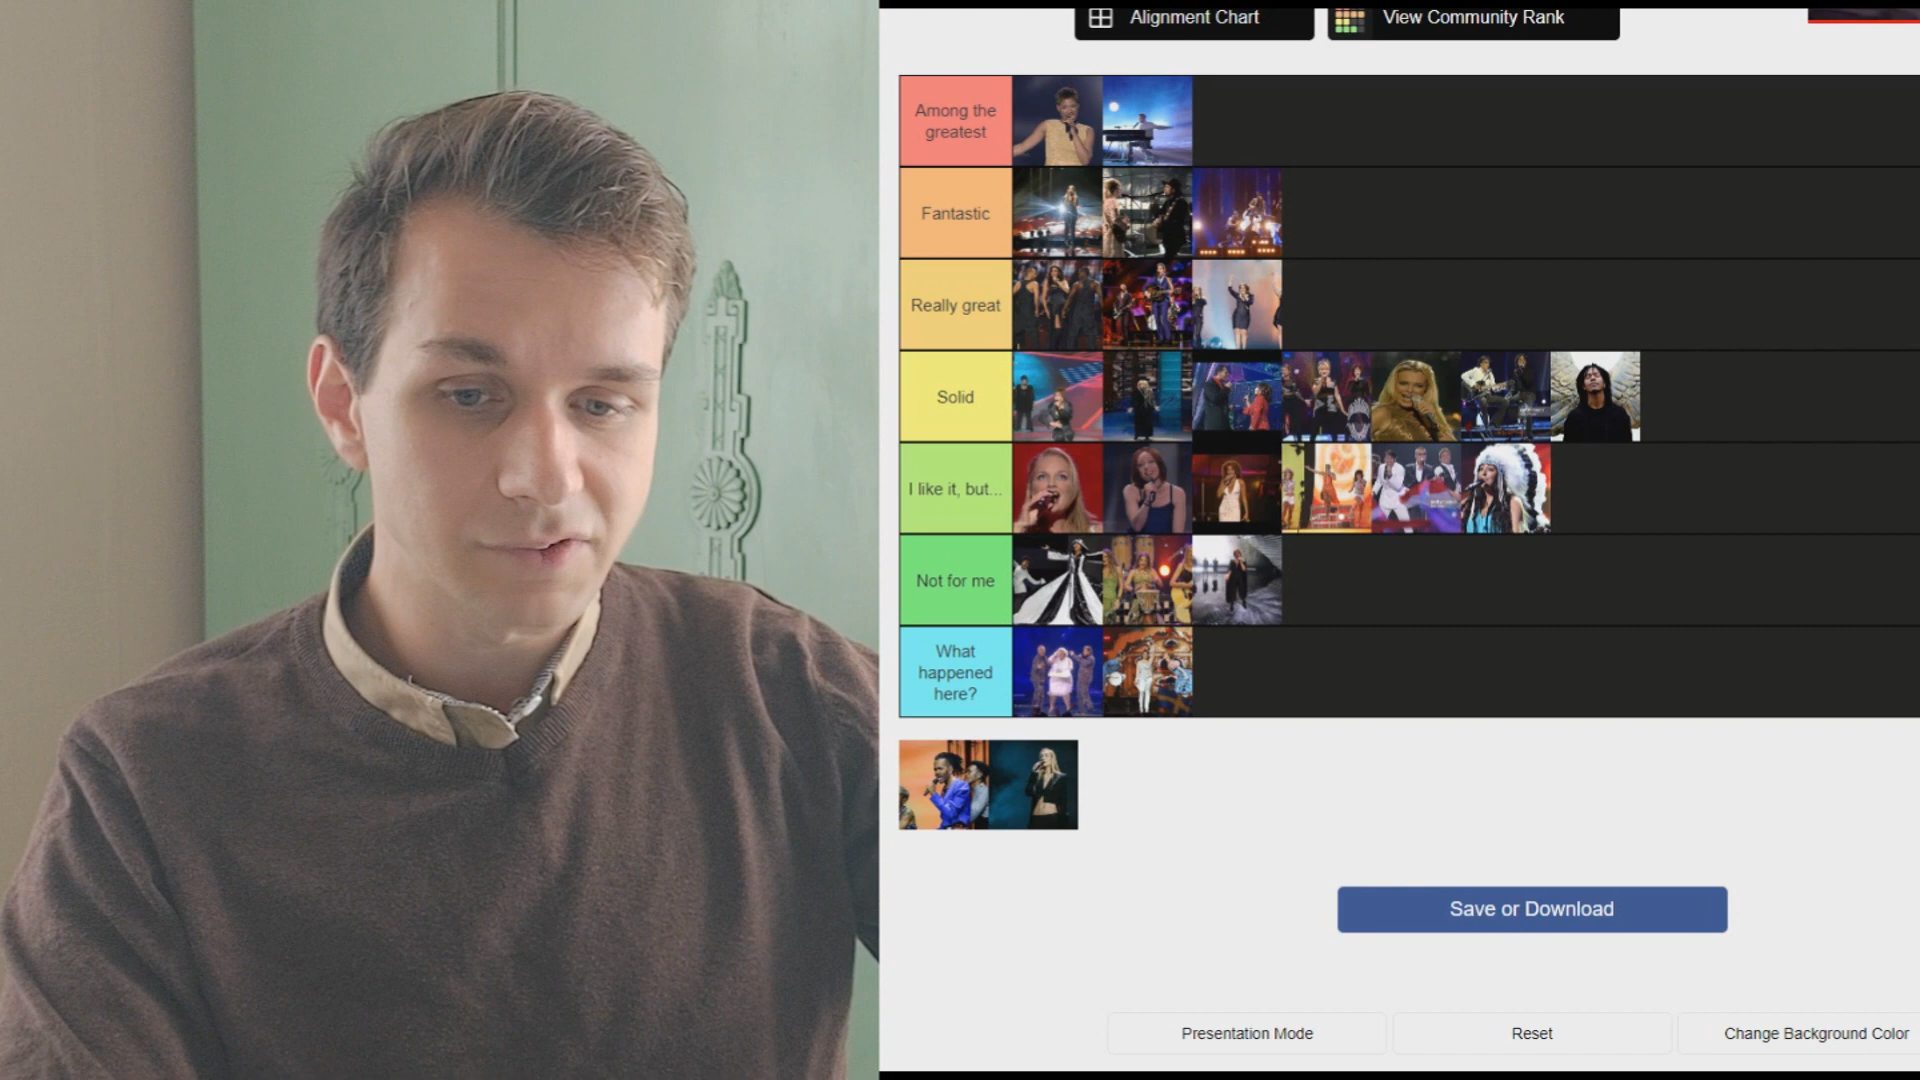 Alignment Chart
View Community Rank
Among the
greatest
Fantastic
Really great
Solid
I like it, but...
Not for me
What
happened
here?
Save or Download
Presentation Mode
Reset
Change Background Color